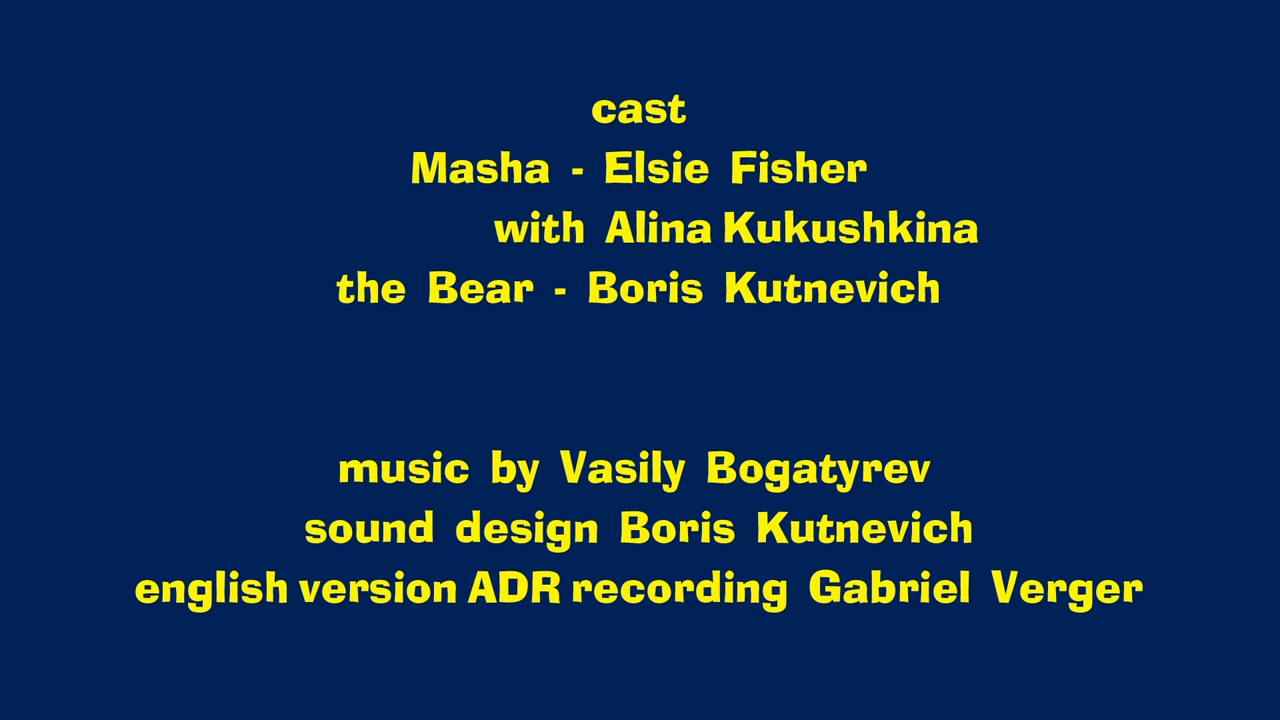 cast
Masha - Elsie Fisher
with Alina Kukushkina
the Bear - Boris Kutnevich
music by Vasily Bogatyrev
sound design Boris Kutnevich
english version ADR recording Gabriel Verger